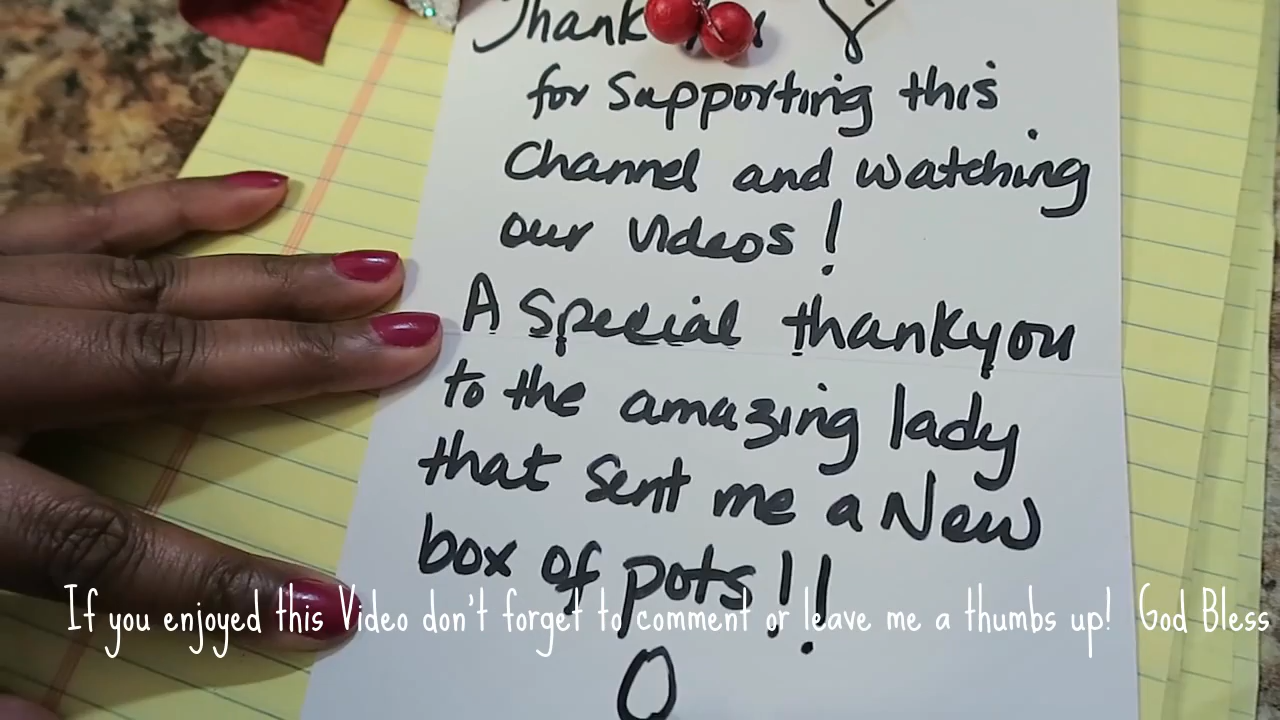 Thank
for Supporting this
Channel and watching
our videos!
A Special thankyou
to the amazing lady
that sent me a New
box of pots!!
If you enjoyed this Video don't forget to comment or leave me a thumbs up! God Bless
O